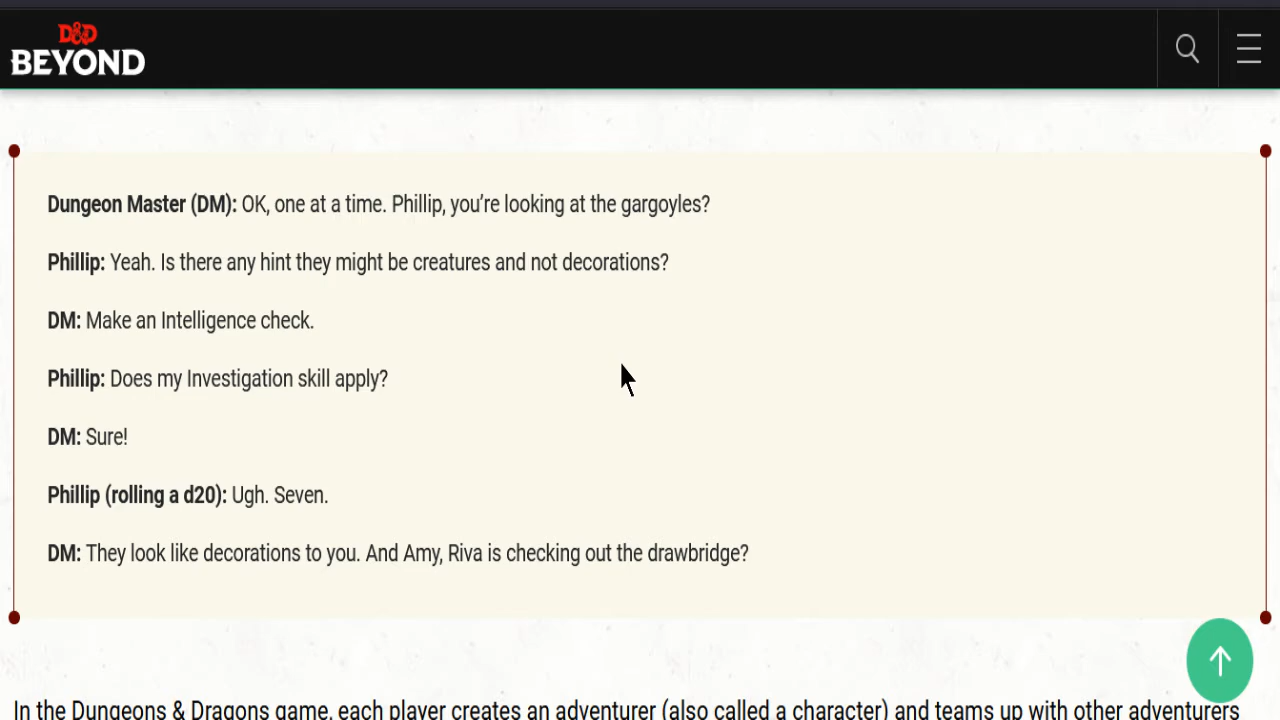 D&D
BEYOND
Dungeon Master (DM): OK, one at a time. Phillip, you’re looking at the gargoyles?
Phillip: Yeah. Is there any hint they might be creatures and not decorations?
DM: Make an Intelligence check.
Phillip: Does my Investigation skill apply?
DM: Sure!
Phillip (rolling a d20): Ugh. Seven.
DM: They look like decorations to you. And Amy, Riva is checking out the drawbridge?
In the Dungeons & Dragons game, each player creates an adventurer (also called a character) and teams up with other adventurers